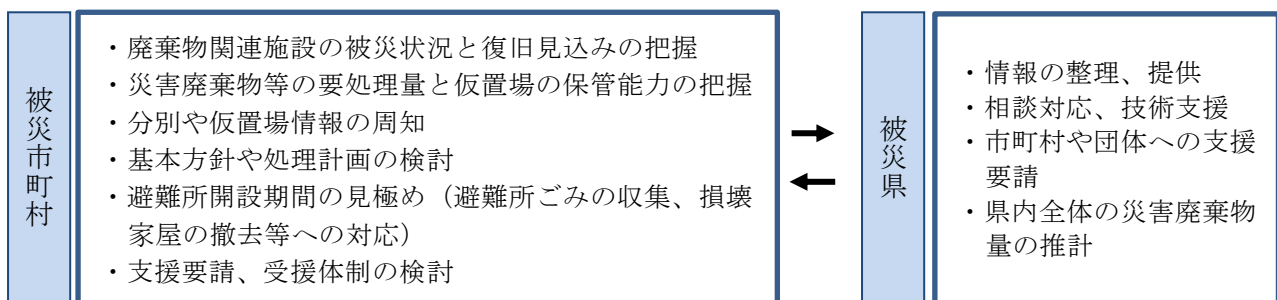 被災市町村
・廃棄物関連施設の被災状況と復旧見込みの把握
・災害廃棄物等の要処理量と仮置場の保管能力の把握
・分別や仮置場情報の周知
・基本方針や処理計画の検討
・避難所開設期間の見極め（避難所ごみの収集、損壊
家屋の撤去等への対応）
・支援要請、受援体制の検討
被災県
・情報の整理、提供
・相談対応、技術支援
・市町村や団体への支援
要請
・県内全体の災害廃棄物
量の推計